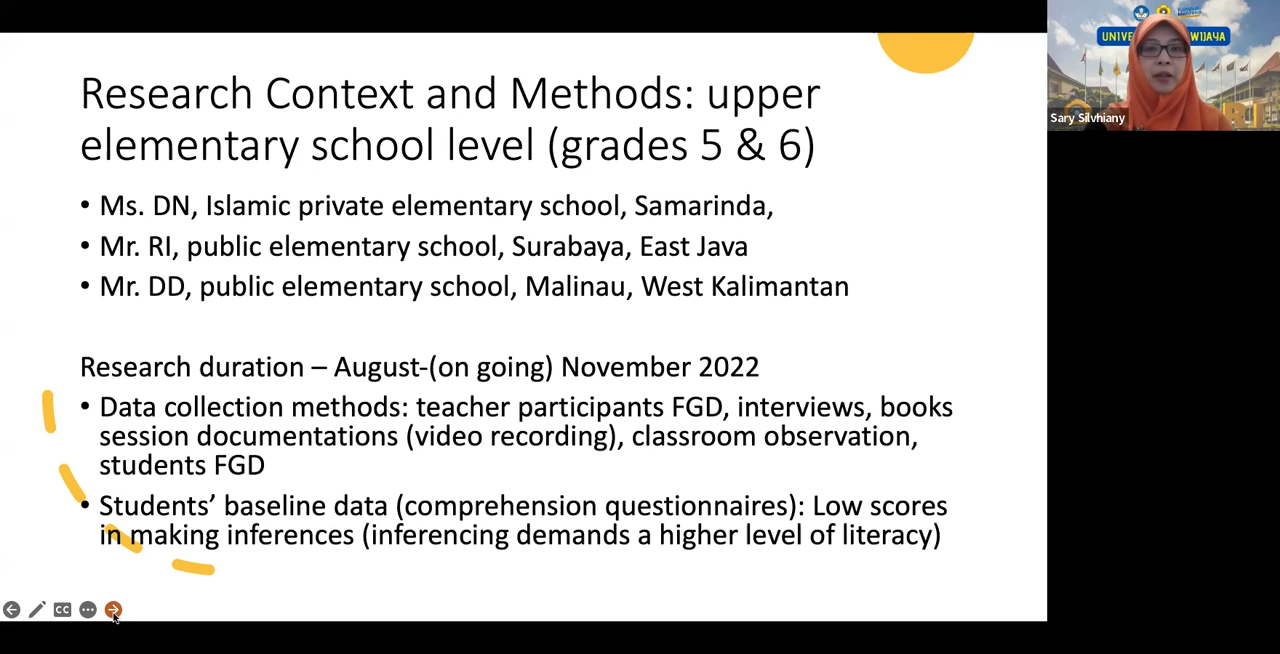 Research Context and Methods: upper
elementary school level (grades 5 & 6)
• Ms. DN, Islamic private elementary school, Samarinda,
• Mr. RI, public elementary school, Surabaya, East Java
• Mr. DD, public elementary school, Malinau, West Kalimantan
Research duration – August-(on going) November 2022
• Data collection methods: teacher participants FGD, interviews, books
session documentations (video recording), classroom observation,
students FGD
• Students’ baseline data (comprehension questionnaires): Low scores
in making inferences (inferencing demands a higher level of literacy)
CC
UNIVE WIJAYA
Sary Silvhiany